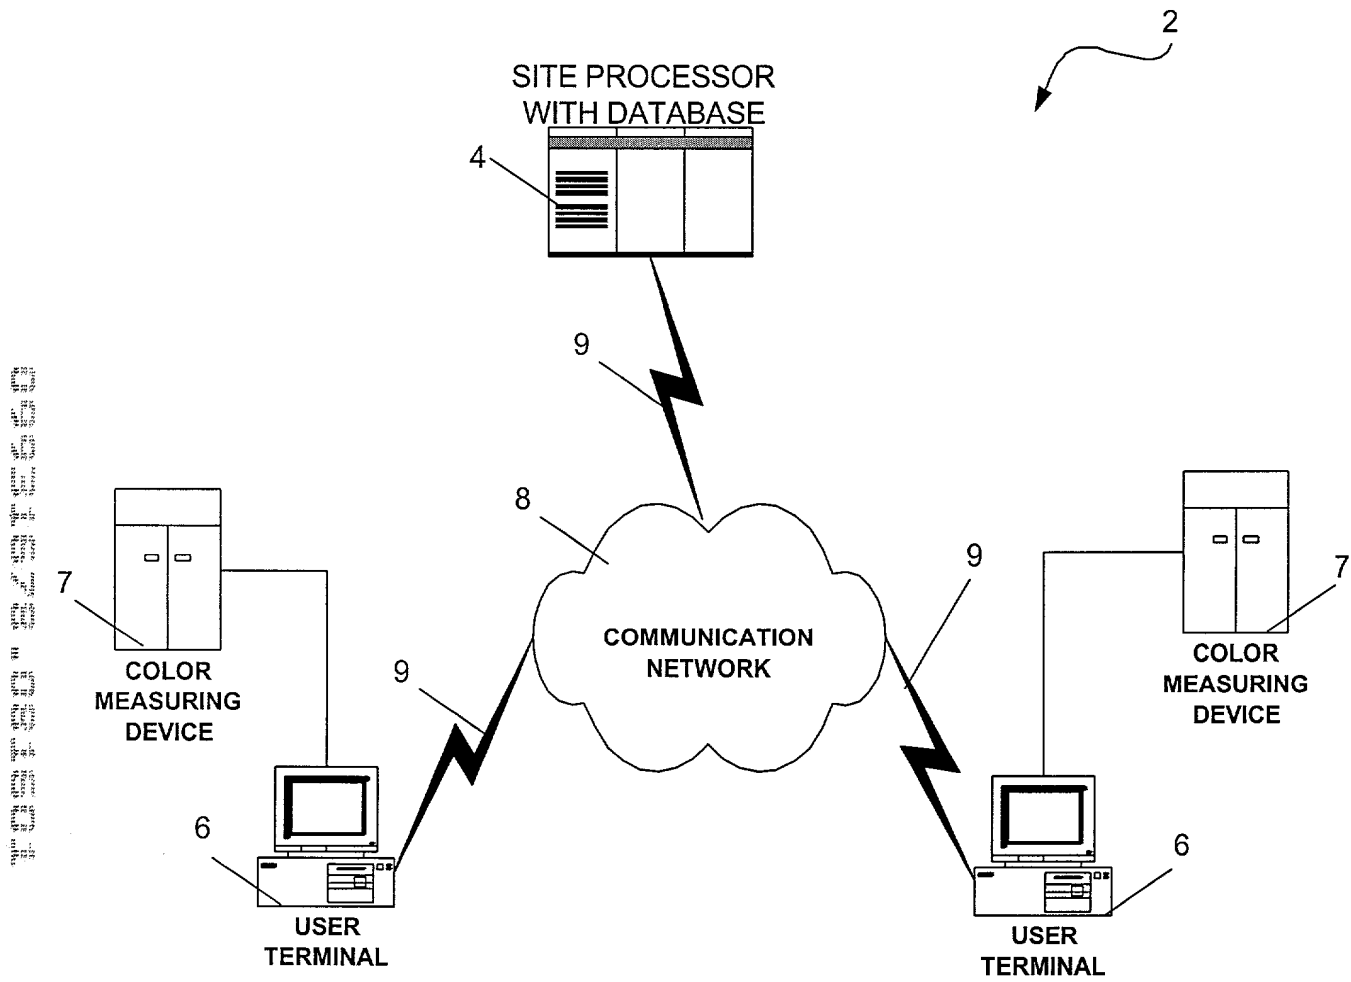 2
SITE PROCESSOR
WITH DATABASE
4
9
8
9
7
7
COMMUNICATION
NETWORK
COLOR
MEASURING
DEVICE
9
COLOR
MEASURING
DEVICE
6
6
USER
TERMINAL
USER
TERMINAL